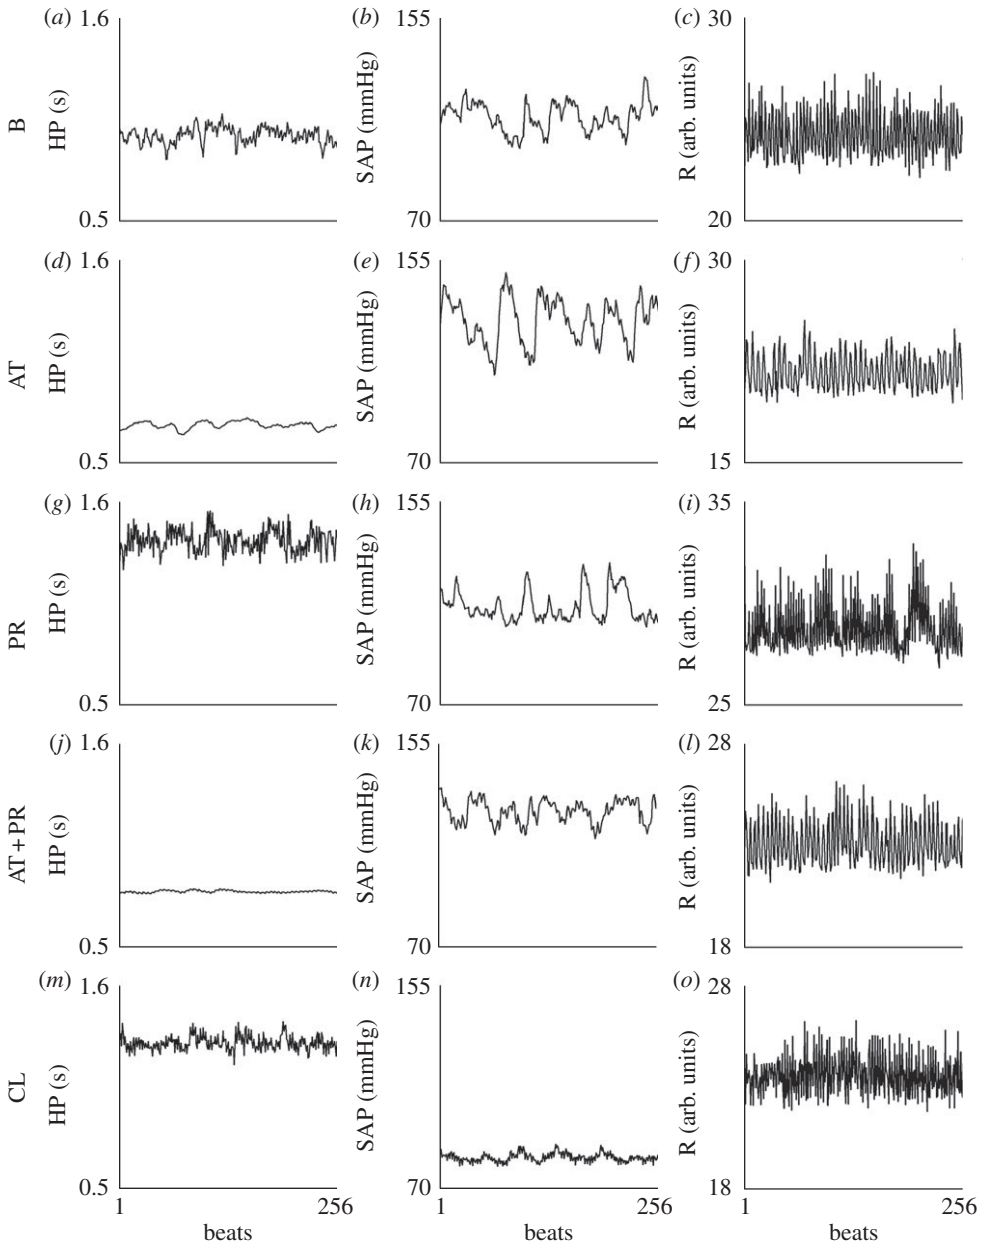 (a) 1.6 (b) 155 (c) 30
B HP (s) SAP (mmHg) R (arb. units)
0.5 70 20
(d) 1.6 (e) 155 (f) 30
AT HP (s) SAP (mmHg) R (arb. units)
0.5 70 15
(g) 1.6 (h) 155 (i) 35
PR HP (s) SAP (mmHg) R (arb. units)
0.5 70 25
(j) 1.6 (k) 155 (l) 28
AT + PR HP (s) SAP (mmHg) R (arb. units)
0.5 70 18
(m) 1.6 (n) 155 (o) 28
CL HP (s) SAP (mmHg) R (arb. units)
0.5 70 18
1 256 1 256 1 256
beats beats beats